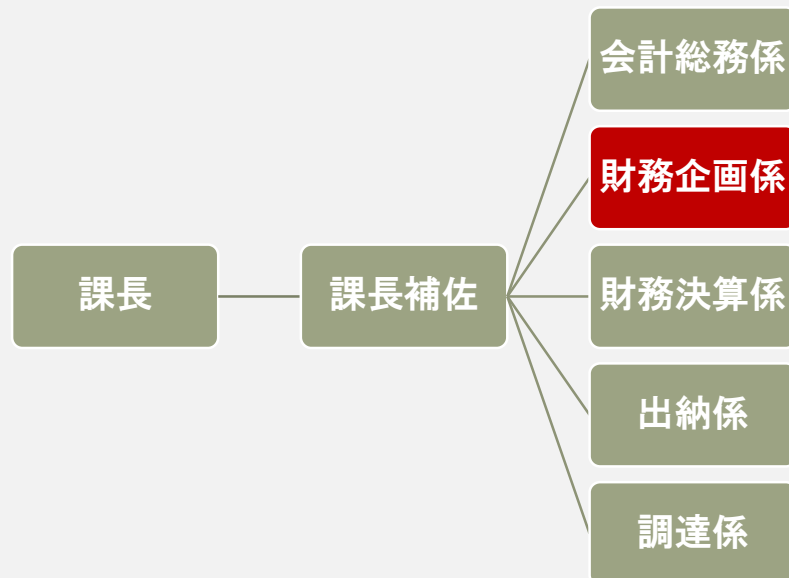 課長
課長補佐
会計総務係
財務企画係
財務決算係
出納係
調達係